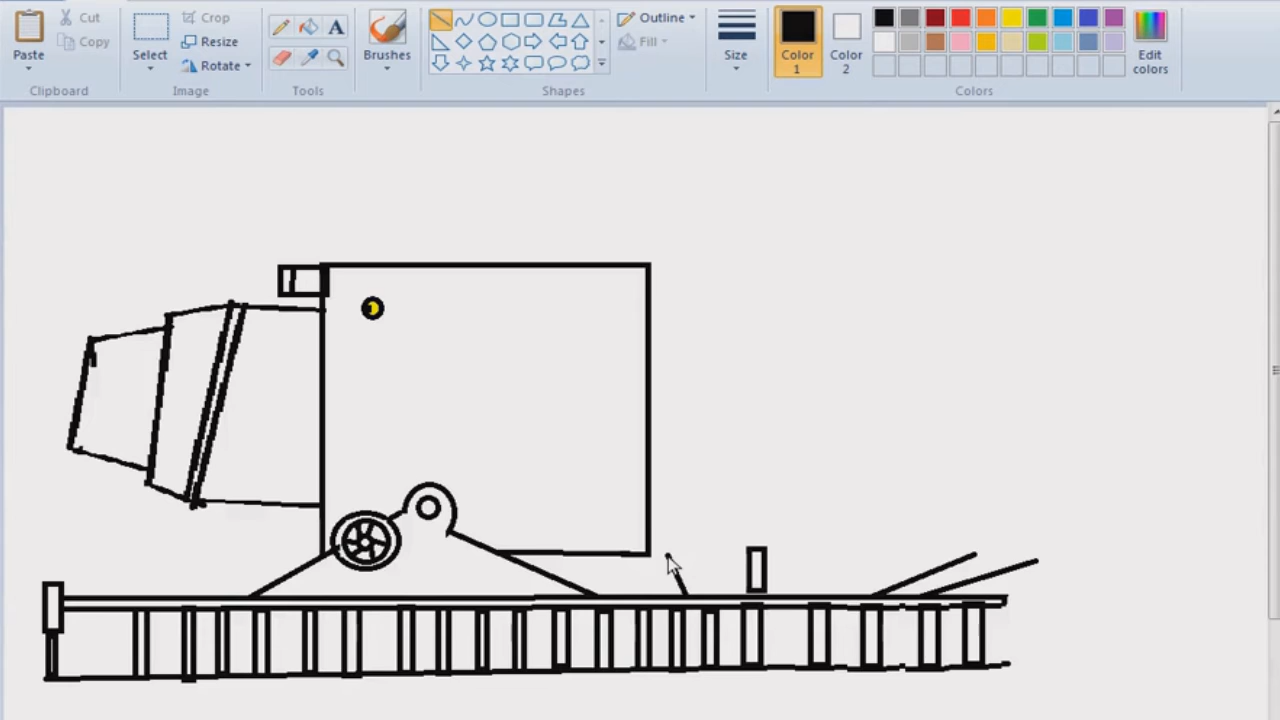 Paste
Cut
Copy
Clipboard
Select
Crop
Resize
Rotate
Image
A
Tools
Brushes
Shapes
Outline
Fill
Size
Color 1
Color 2
Edit colors
Colors